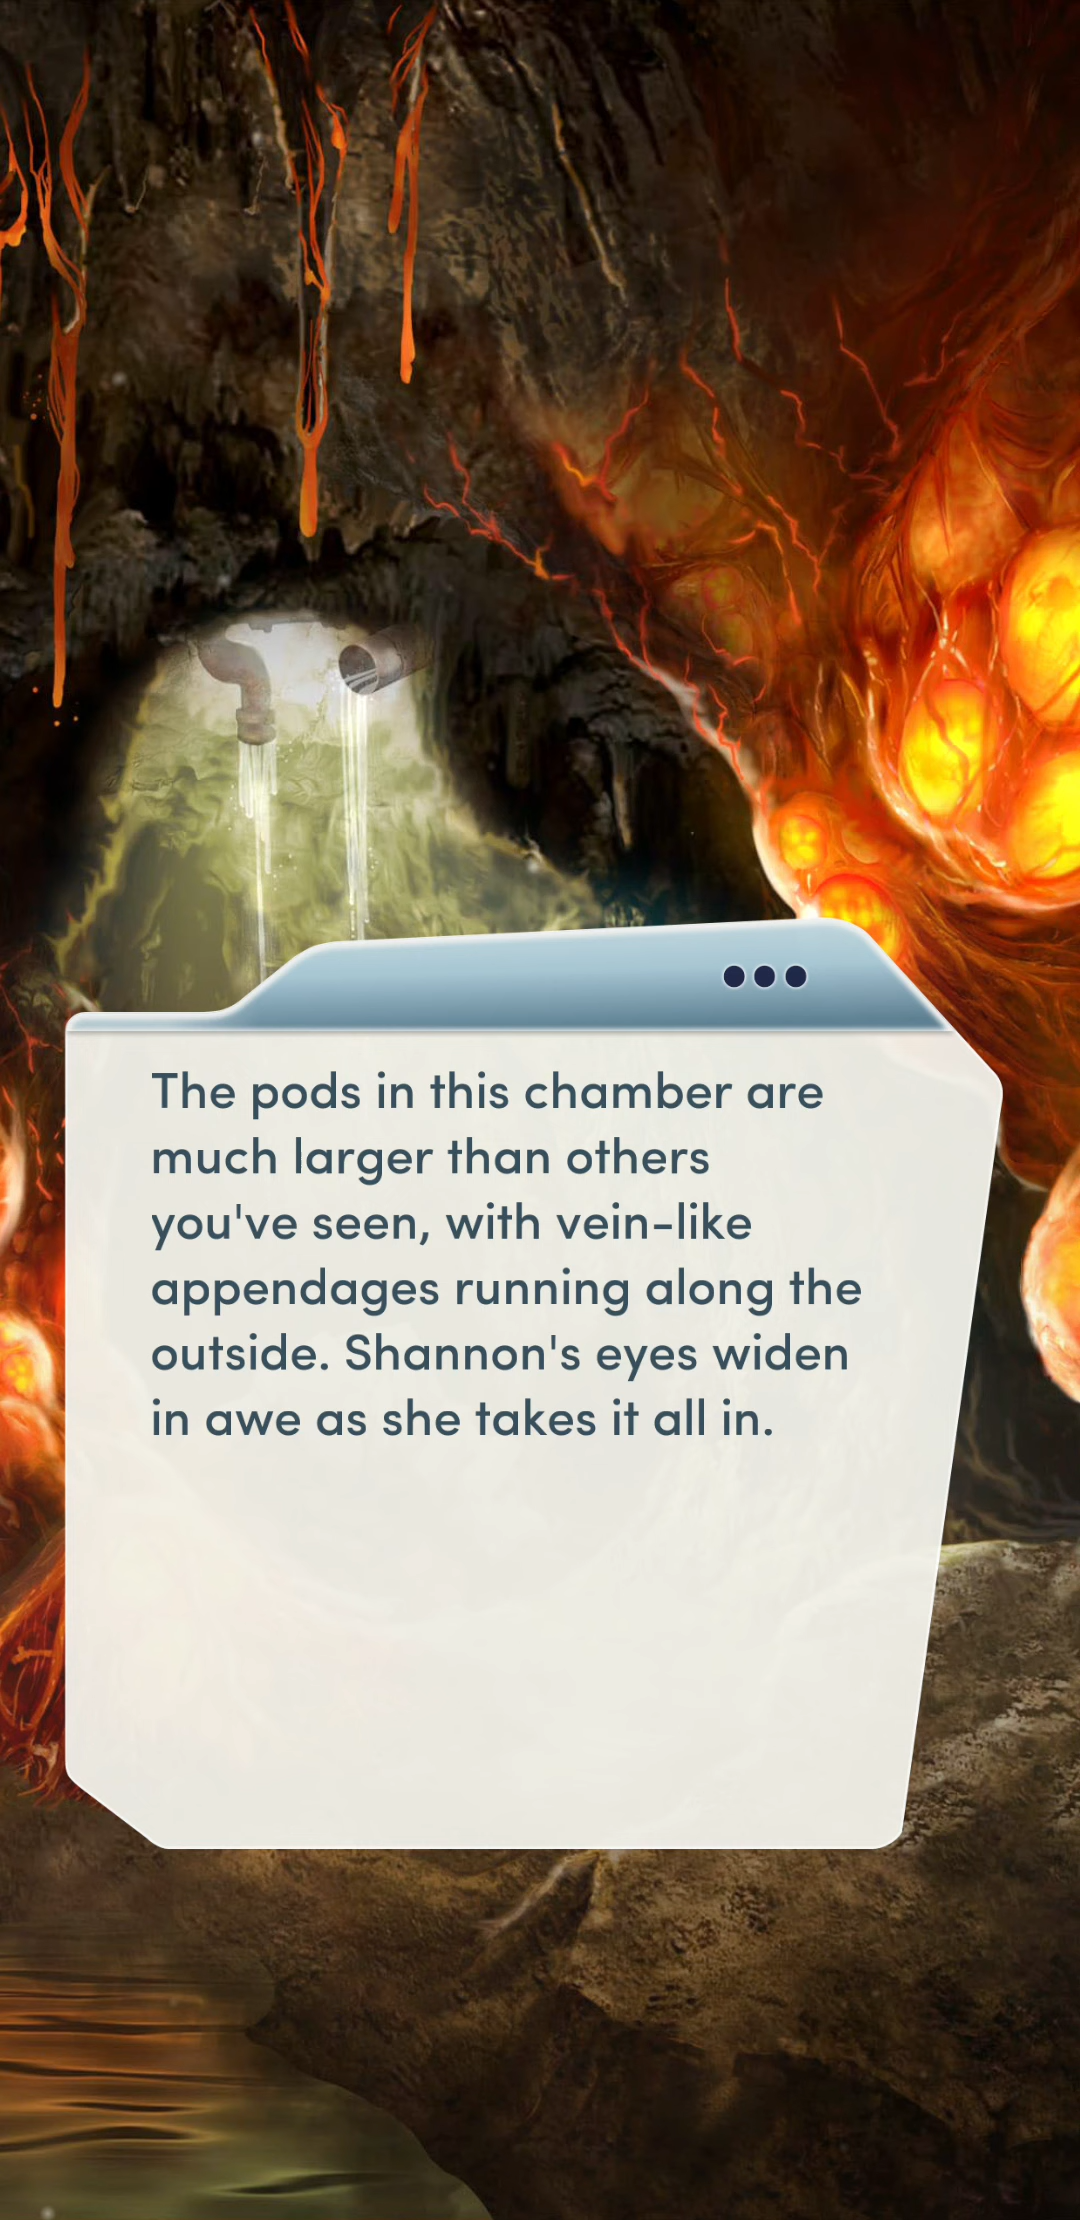 The pods in this chamber are
much larger than others
you've seen, with vein-like
appendages running along the
outside. Shannon's eyes widen
in awe as she takes it all in.